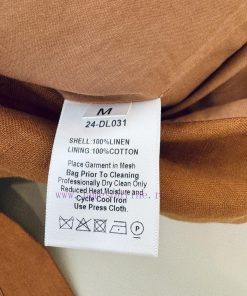 M
24-DL031
SHELL:100%LINEN
LINING:100%COTTON
Place Garment in Mesh
Bag Prior To Cleaning
Professionally Dry Clean Only
Reduced Heat Moisture and
Cycle Cool Iron
Use Press Cloth.
P